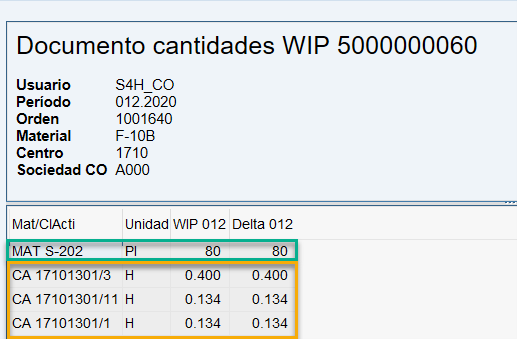 Documento cantidades WIP 5000000060
Usuario S4H_CO
Período 012.2020
Orden 1001640
Material F-10B
Centro 1710
Sociedad CO A000
Mat/ClActi Unidad WIP 012 Delta 012
MAT S-202 PI 80 80
CA 17101301/3 H 0.400 0.400
CA 17101301/11 H 0.134 0.134
CA 17101301/1 H 0.134 0.134